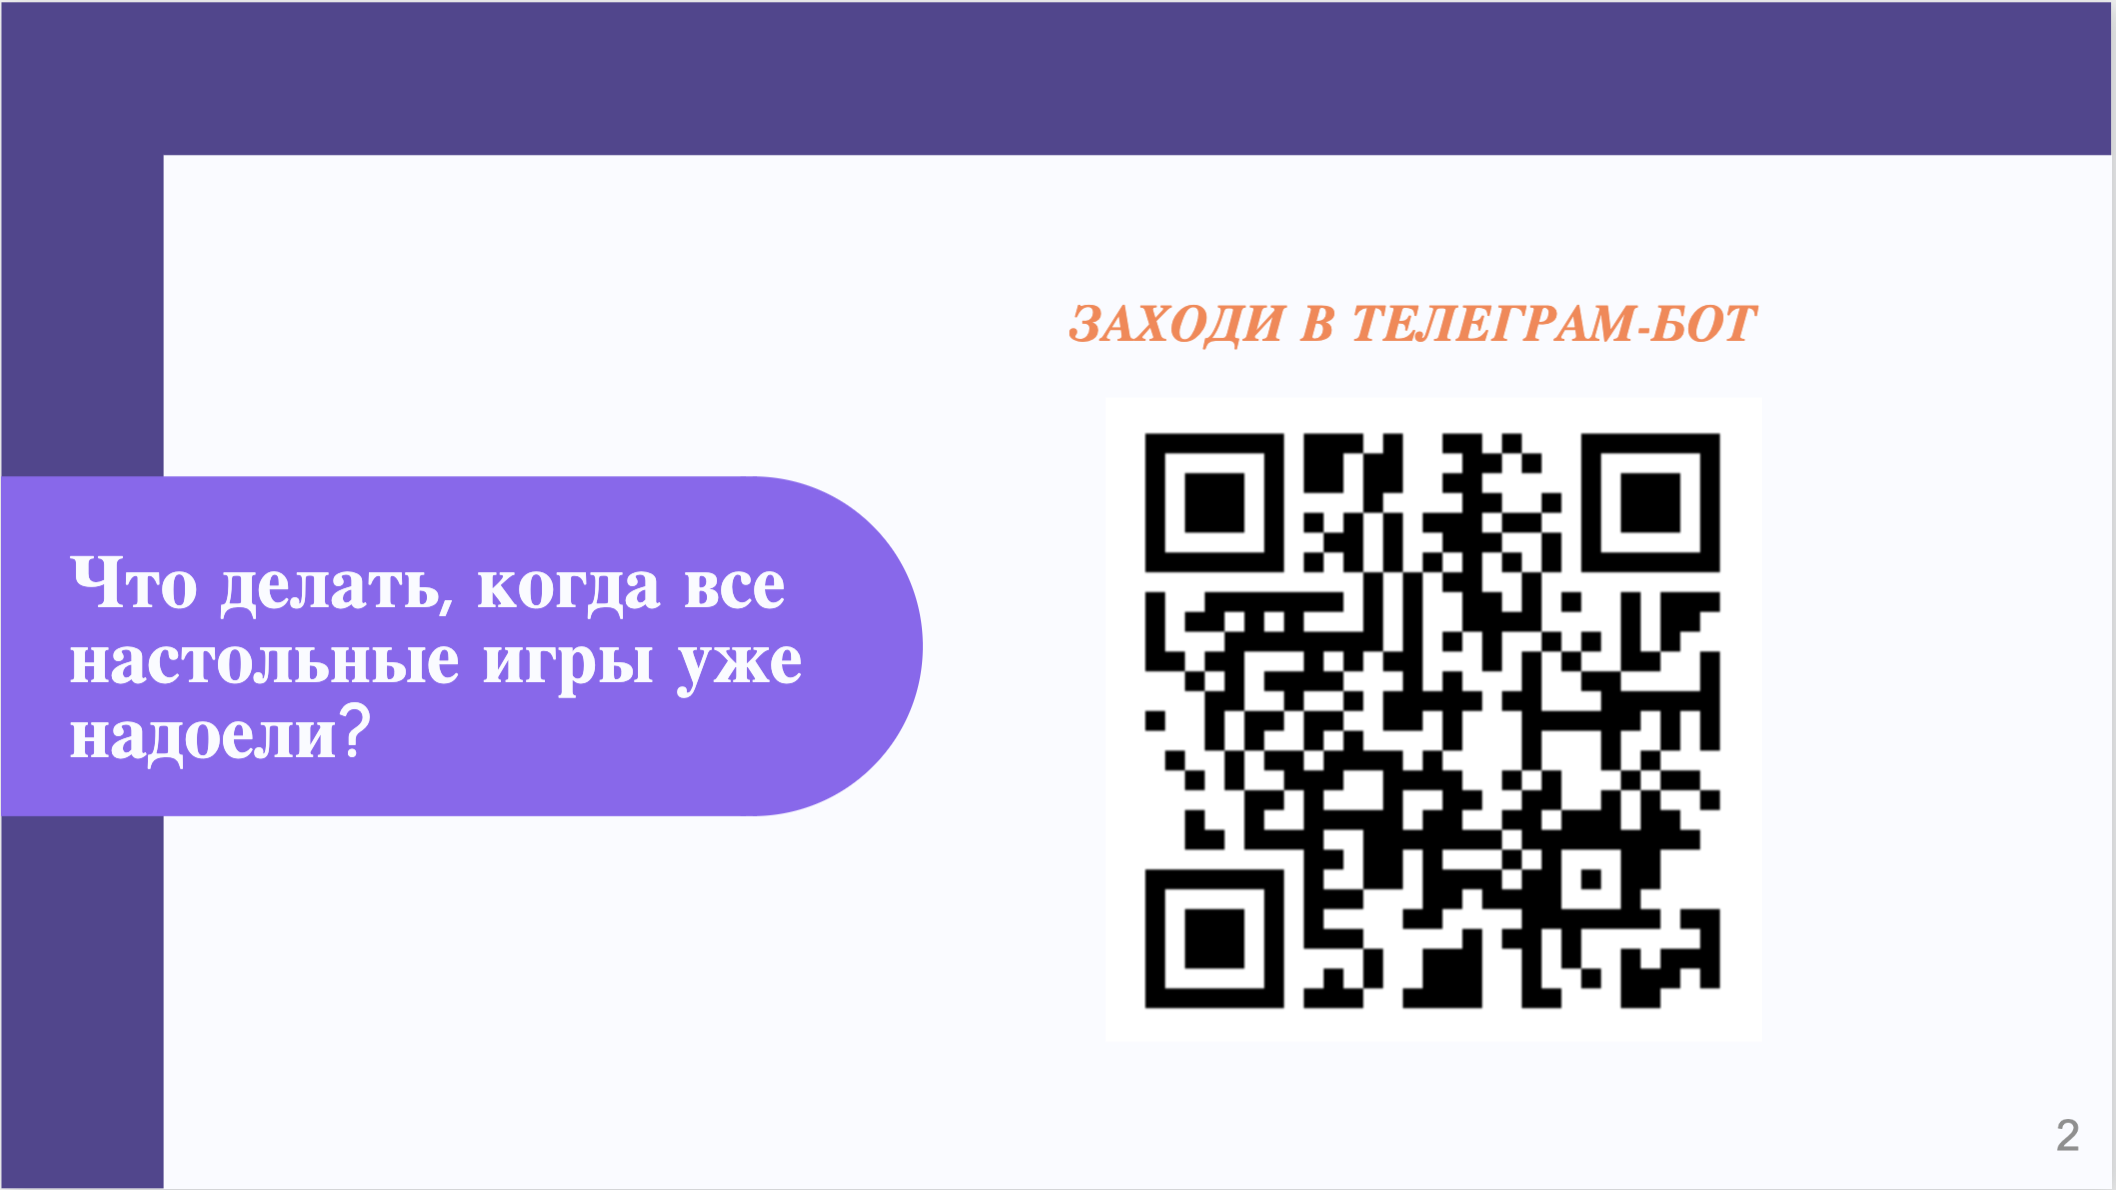 ЗАХОДИ В ТЕЛЕГРАМ-БОТ
Что делать, когда все
настольные игры уже
надоели?
2